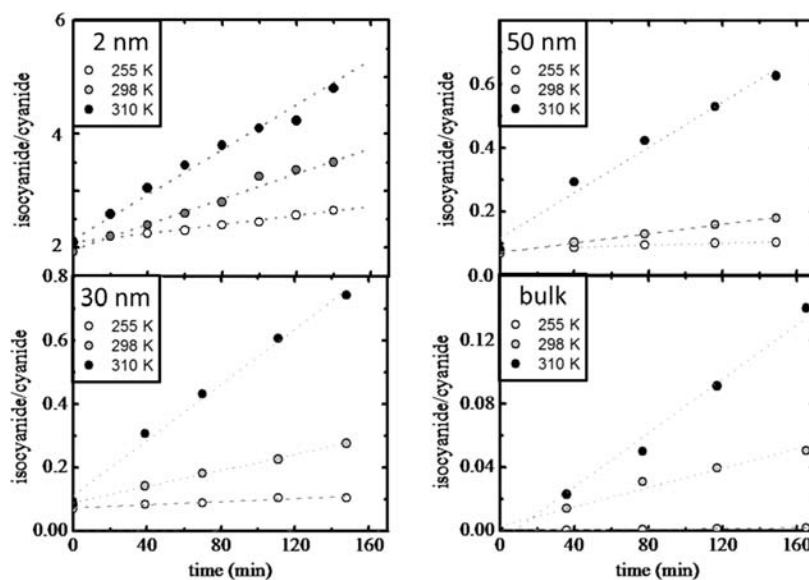 6
4
2
isocyanide/cyanide
2 nm
255 K
298 K
310 K
0.6
0.4
0.2
0.0
isocyanide/cyanide
50 nm
255 K
298 K
310 K
0.8
0.6
0.4
0.2
0.00
isocyanide/cyanide
30 nm
255 K
298 K
310 K
0 40 80 120 160
time (min)
0.12
0.08
0.04
0.00
isocyanide/cyanide
bulk
255 K
298 K
310 K
0 40 80 120 160
time (min)